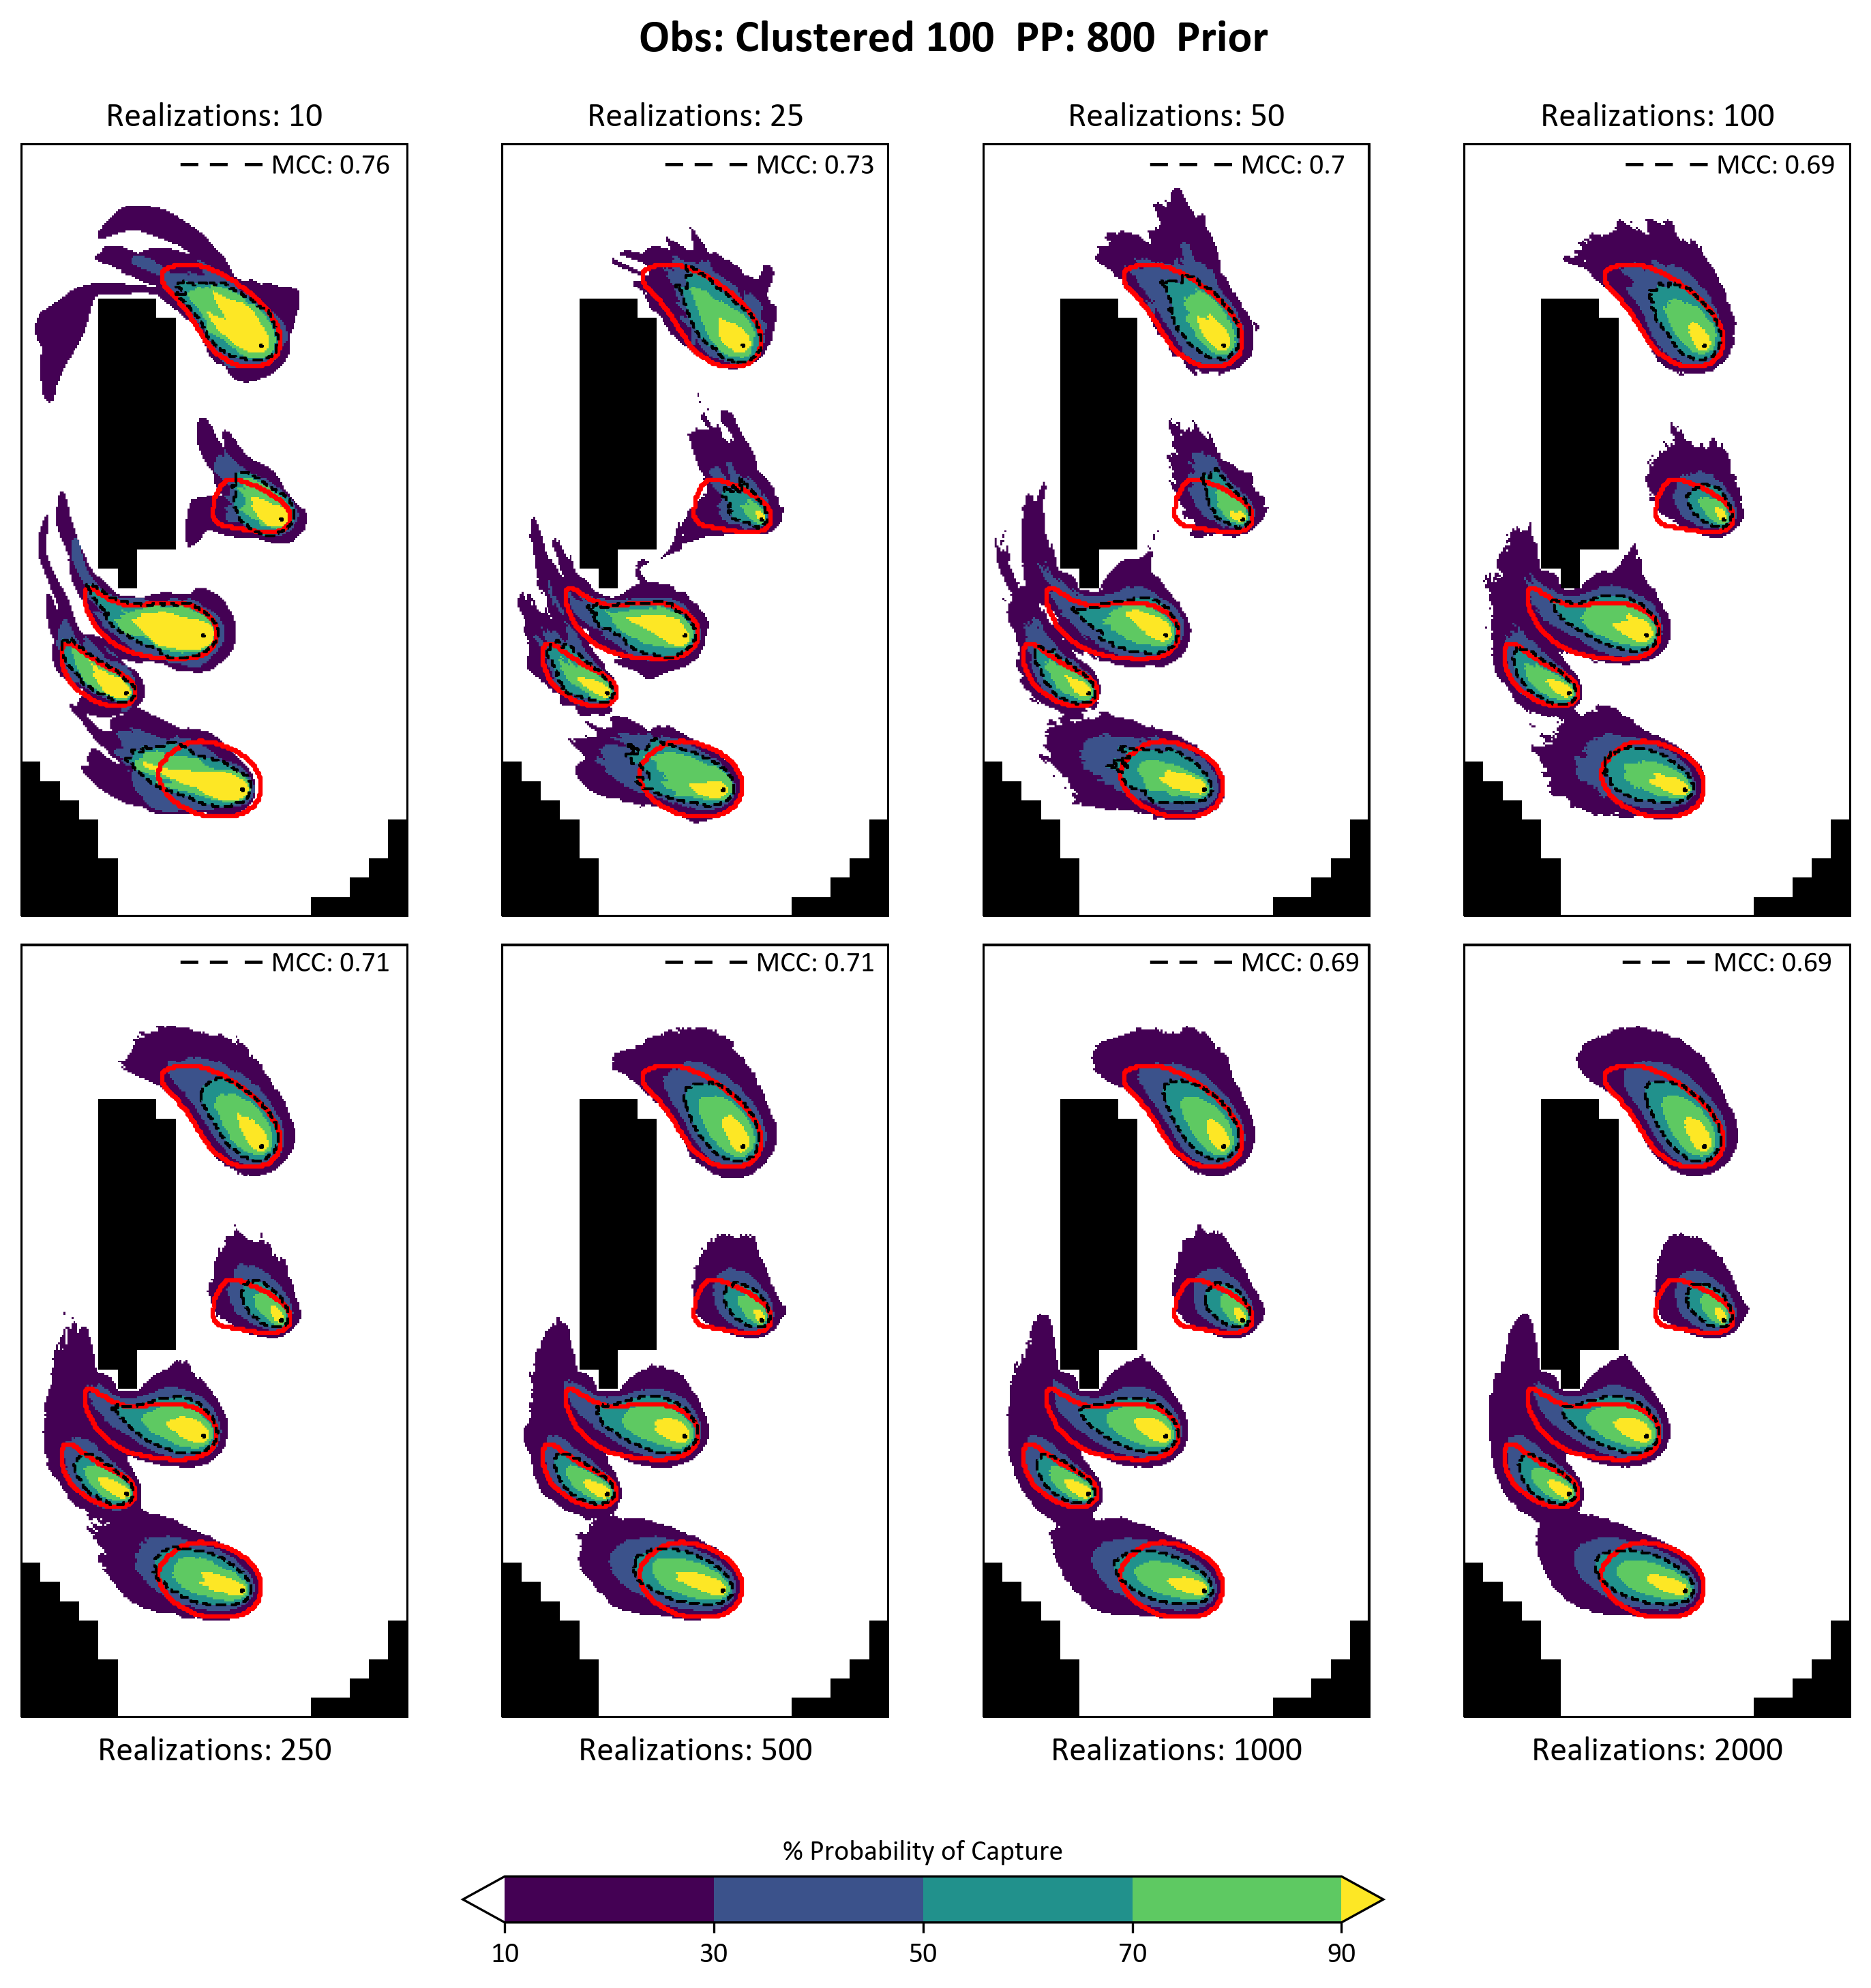 Obs: Clustered 100  PP: 800  Prior
Realizations: 10
Realizations: 25
Realizations: 50
Realizations: 100
MCC: 0.76
MCC: 0.73
MCC: 0.7
MCC: 0.69
MCC: 0.71
MCC: 0.71
MCC: 0.69
MCC: 0.69
Realizations: 250
Realizations: 500
Realizations: 1000
Realizations: 2000
% Probability of Capture
10 30 50 70 90